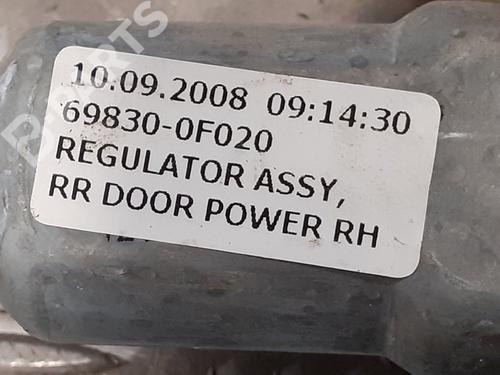 10.09.2008 09:14:30
69830-0F020
REGULATOR ASSY,
RR DOOR POWER RH